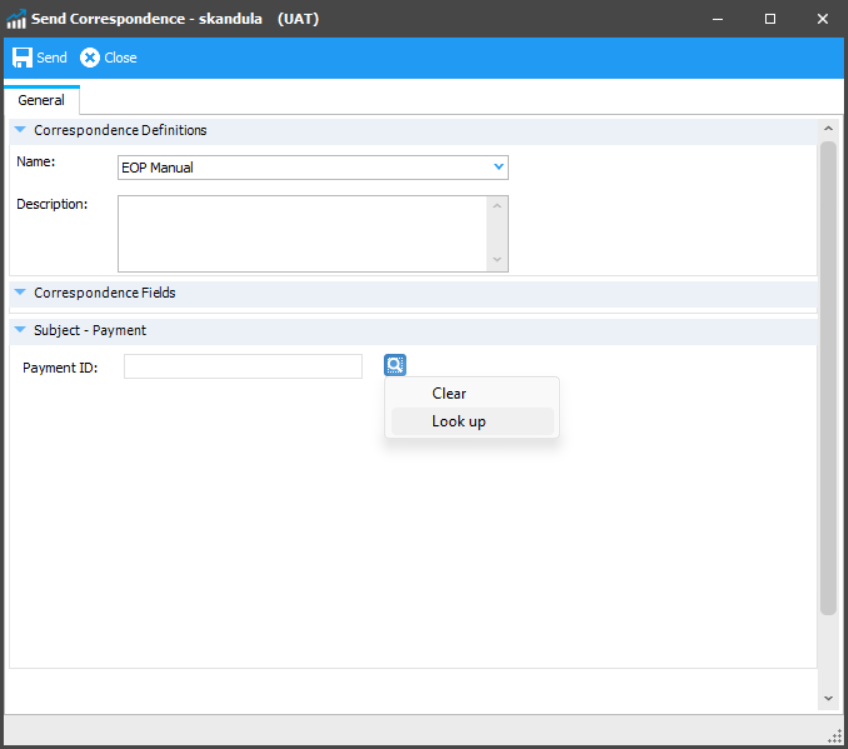 Send Correspondence - skandula (UAT)
Send Close
General
Correspondence Definitions
Name: EOP Manual
Description:
Correspondence Fields
Subject - Payment
Payment ID:
Clear
Look up